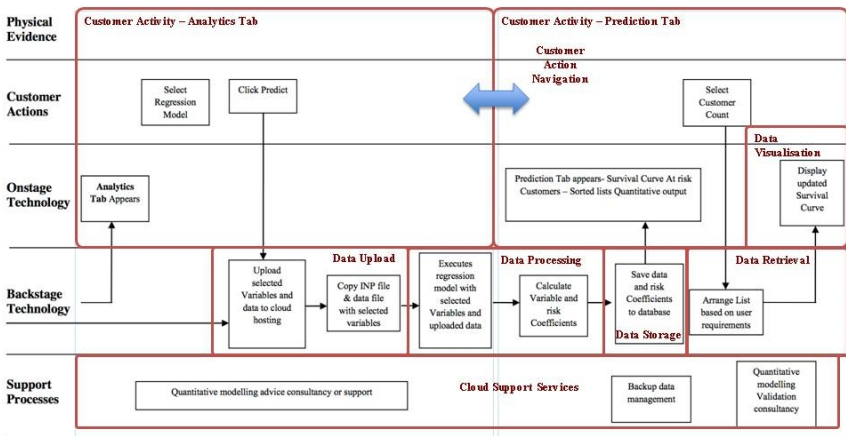 Physical
Evidence
Customer Activity – Analytics Tab
Customer Activity – Prediction Tab
Customer
Action
Navigation
Customer
Actions
Select
Regression
Model
Click Predict
Select
Customer
Count
Data
Visualisation
Onstage
Technology
Analytics
Tab Appears
Prediction Tab appears- Survival Curve At risk
Customers – Sorted lists Quantitative output
Display
updated
Survival
Curve
Backstage
Technology
Data Upload
Upload
selected
Variables and
data to cloud
hosting
Copy INP file
& data file
with selected
variables
Executes
regression
model with
selected
Variables and
uploaded data
Data Processing
Calculate
Variable and
risk
Coefficients
Save data
and risk
Coefficients
to database
Data Storage
Data Retrieval
Arrange List
based on user
requirements
Support
Processes
Quantitative modelling advice consultancy or support
Cloud Support Services
Backup data
management
Quantitative
modelling
Validation
consultancy